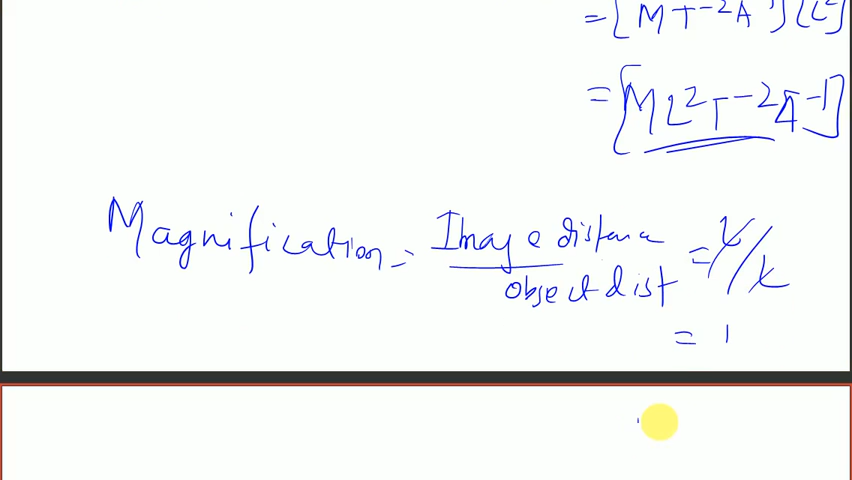 = [MT⁻²A⁻¹][L²]
= [ML²T⁻²A⁻¹]
Magnification = Image distance / object dist = L/L
= 1